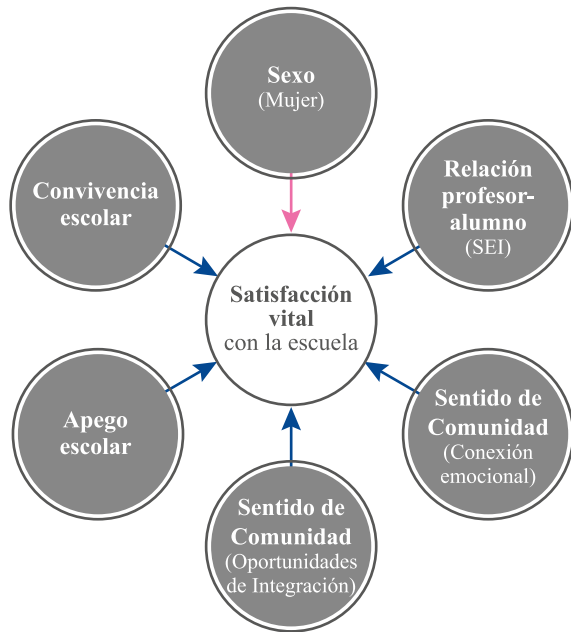 Sexo
(Mujer)
Convivencia
escolar
Relación
profesor-
alumno
(SEI)
Satisfacción
vital
con la escuela
Apego
escolar
Sentido de
Comunidad
(Conexión
emocional)
Sentido de
Comunidad
(Oportunidades
de Integración)